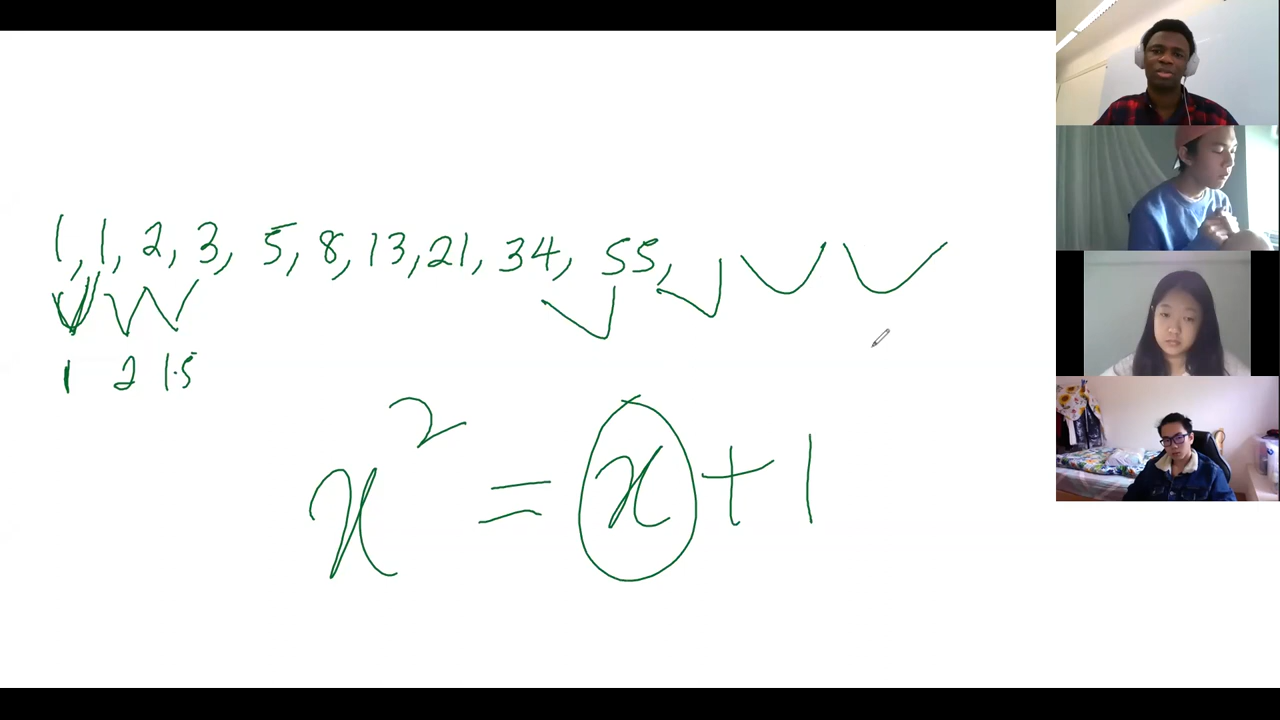 1, 1, 2, 3, 5, 8, 13, 21, 34, 55,
1 2 1.5
x² = x + 1